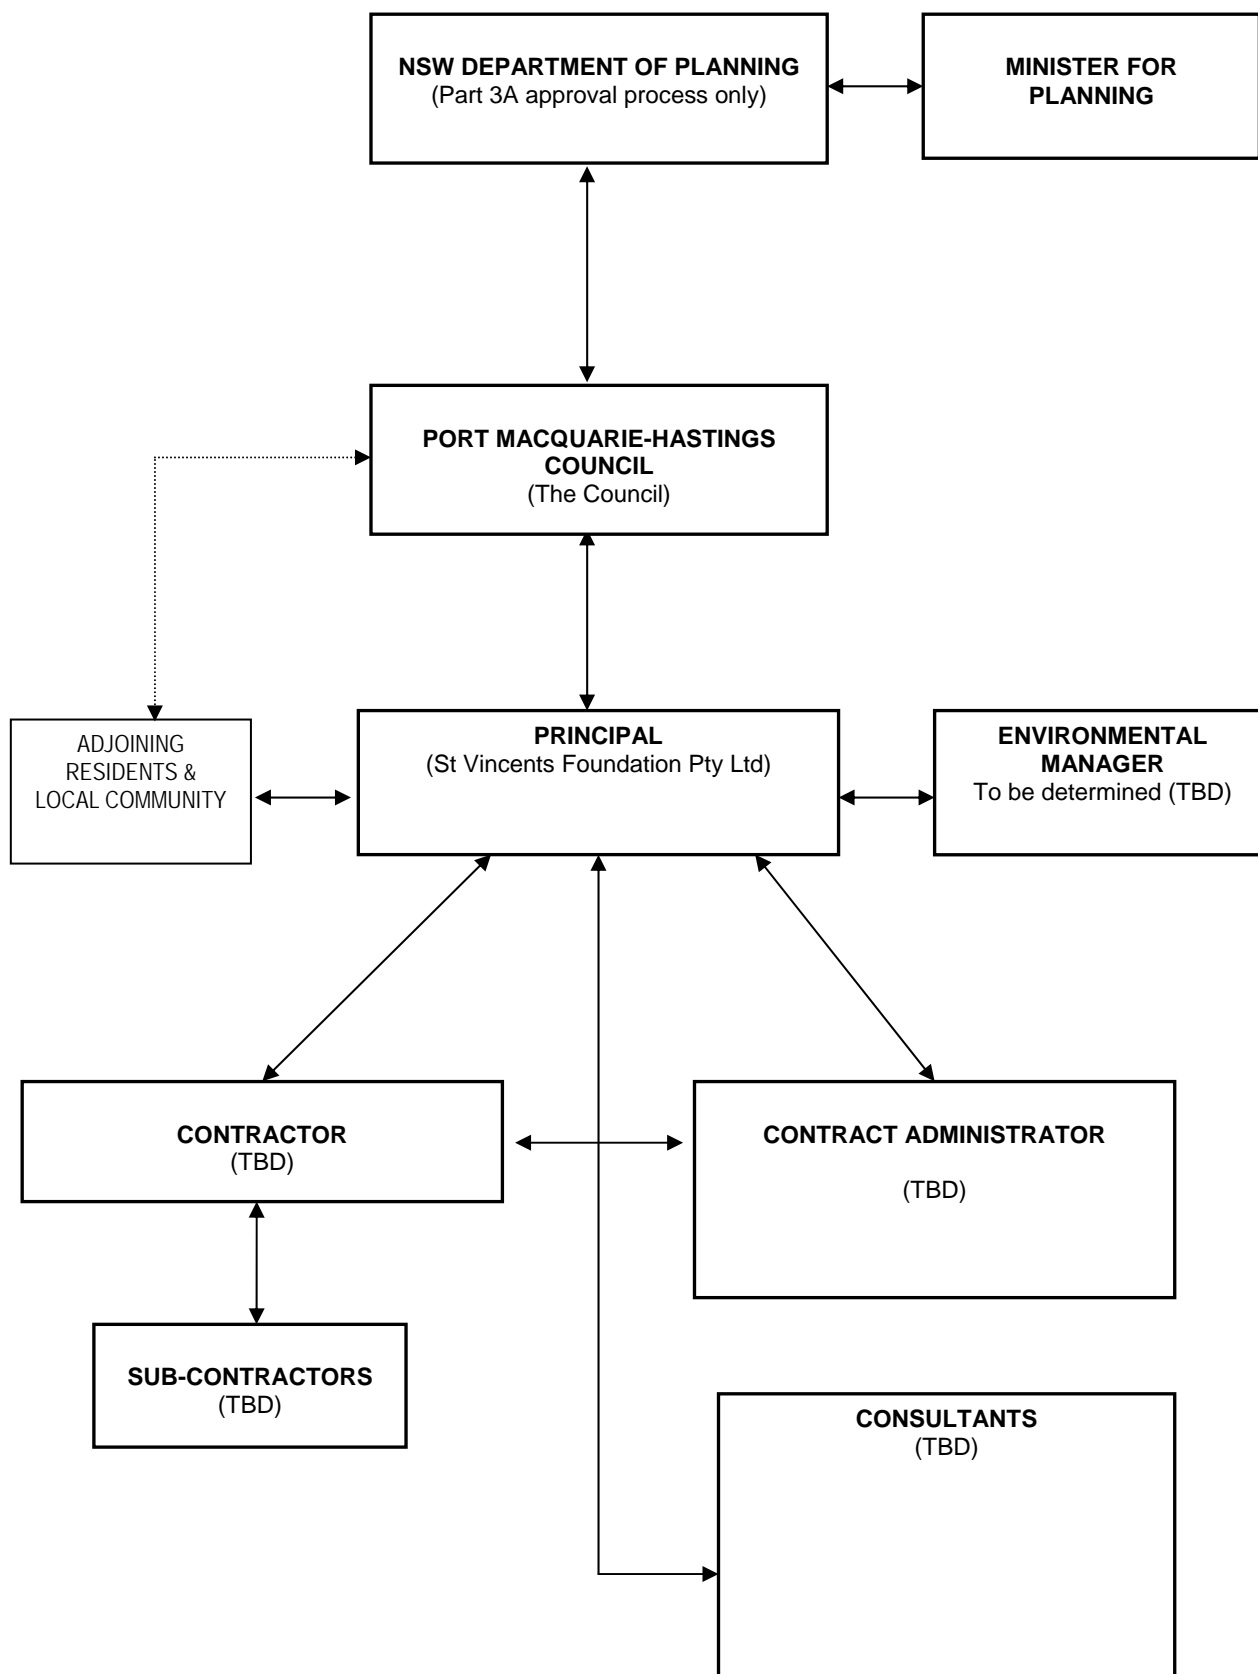 NSW DEPARTMENT OF PLANNING
(Part 3A approval process only)
MINISTER FOR
PLANNING
PORT MACQUARIE-HASTINGS
COUNCIL
(The Council)
ADJOINING
RESIDENTS &
LOCAL COMMUNITY
PRINCIPAL
(St Vincents Foundation Pty Ltd)
ENVIRONMENTAL
MANAGER
To be determined (TBD)
CONTRACTOR
(TBD)
CONTRACT ADMINISTRATOR
(TBD)
SUB-CONTRACTORS
(TBD)
CONSULTANTS
(TBD)